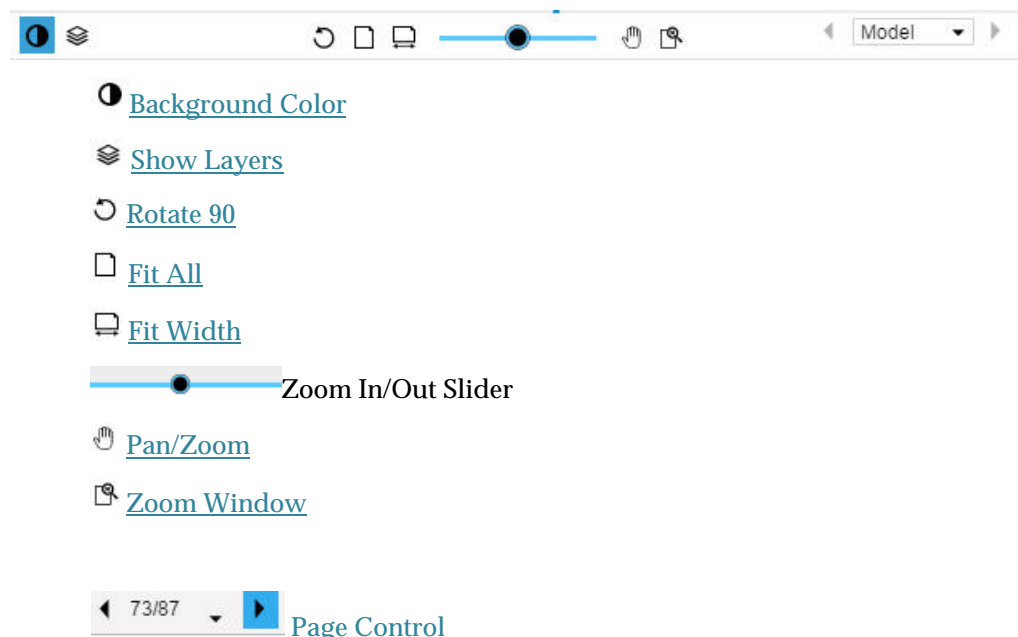 Model
Background Color
Show Layers
Rotate 90
Fit All
Fit Width
Zoom In/Out Slider
Pan/Zoom
Zoom Window
73/87 Page Control